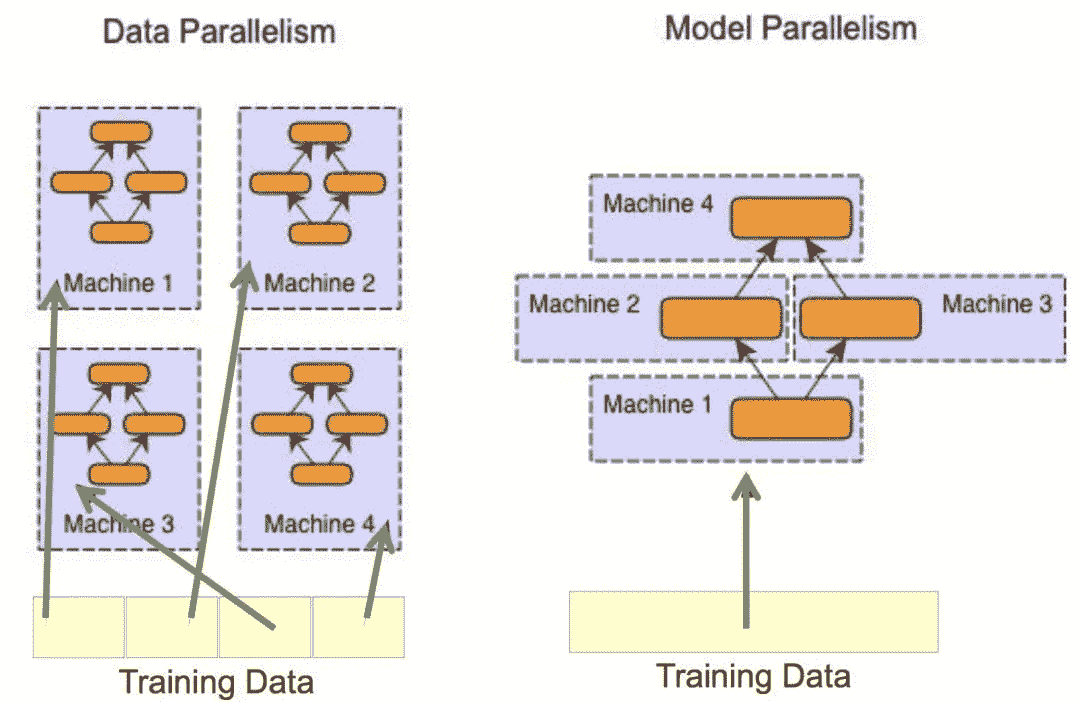 Data Parallelism
Machine 1
Machine 2
Machine 3
Machine 4
Training Data
Model Parallelism
Machine 4
Machine 2
Machine 3
Machine 1
Training Data